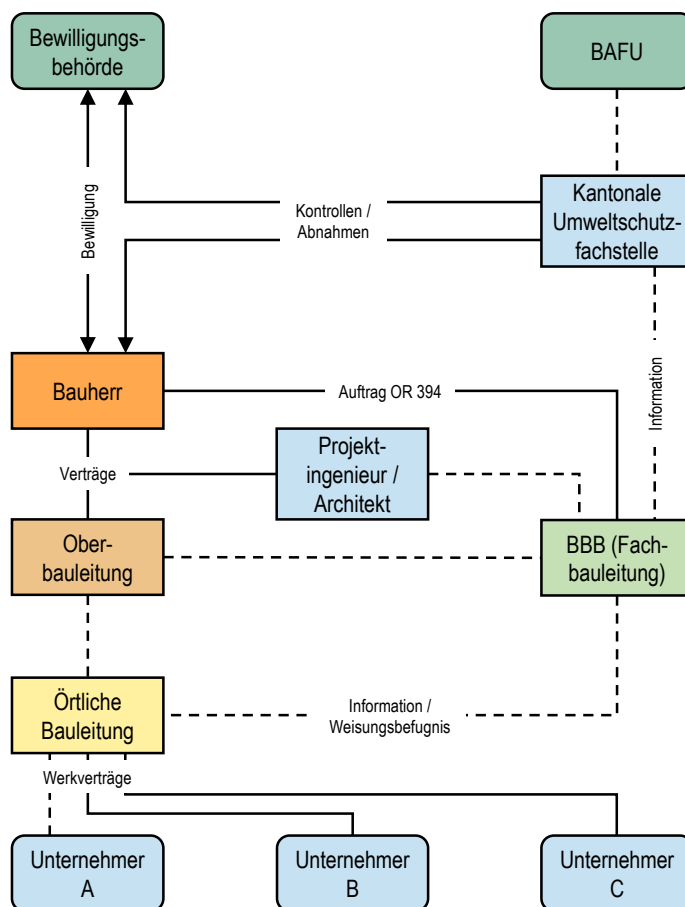 Bewilligungs-
behörde
BAFU
Kantonale
Umweltschutz-
fachstelle
Bewilligung
Kontrollen /
Abnahmen
Information
Bauherr
Auftrag OR 394
Verträge
Projekt-
ingenieur /
Architekt
Ober-
bauleitung
BBB (Fach-
bauleitung)
Örtliche
Bauleitung
Information /
Weisungsbefugnis
Werkverträge
Unternehmer
A
Unternehmer
B
Unternehmer
C